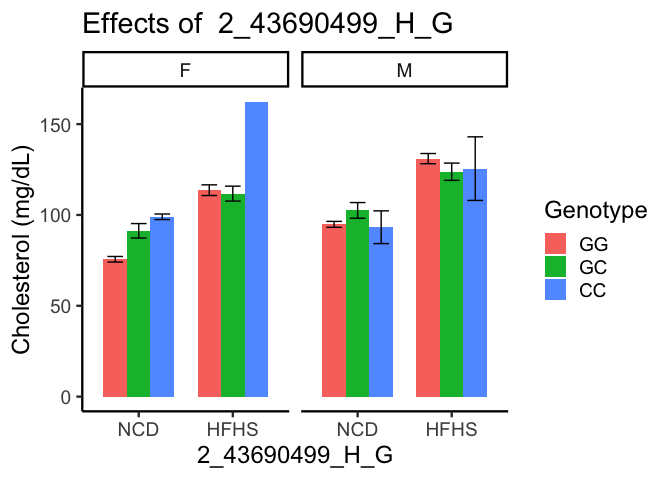 Effects of  2_43690499_H_G
F
M
Cholesterol (mg/dL)
150
100
50
0
NCD
HFHS
NCD
HFHS
2_43690499_H_G
Genotype
GG
GC
CC